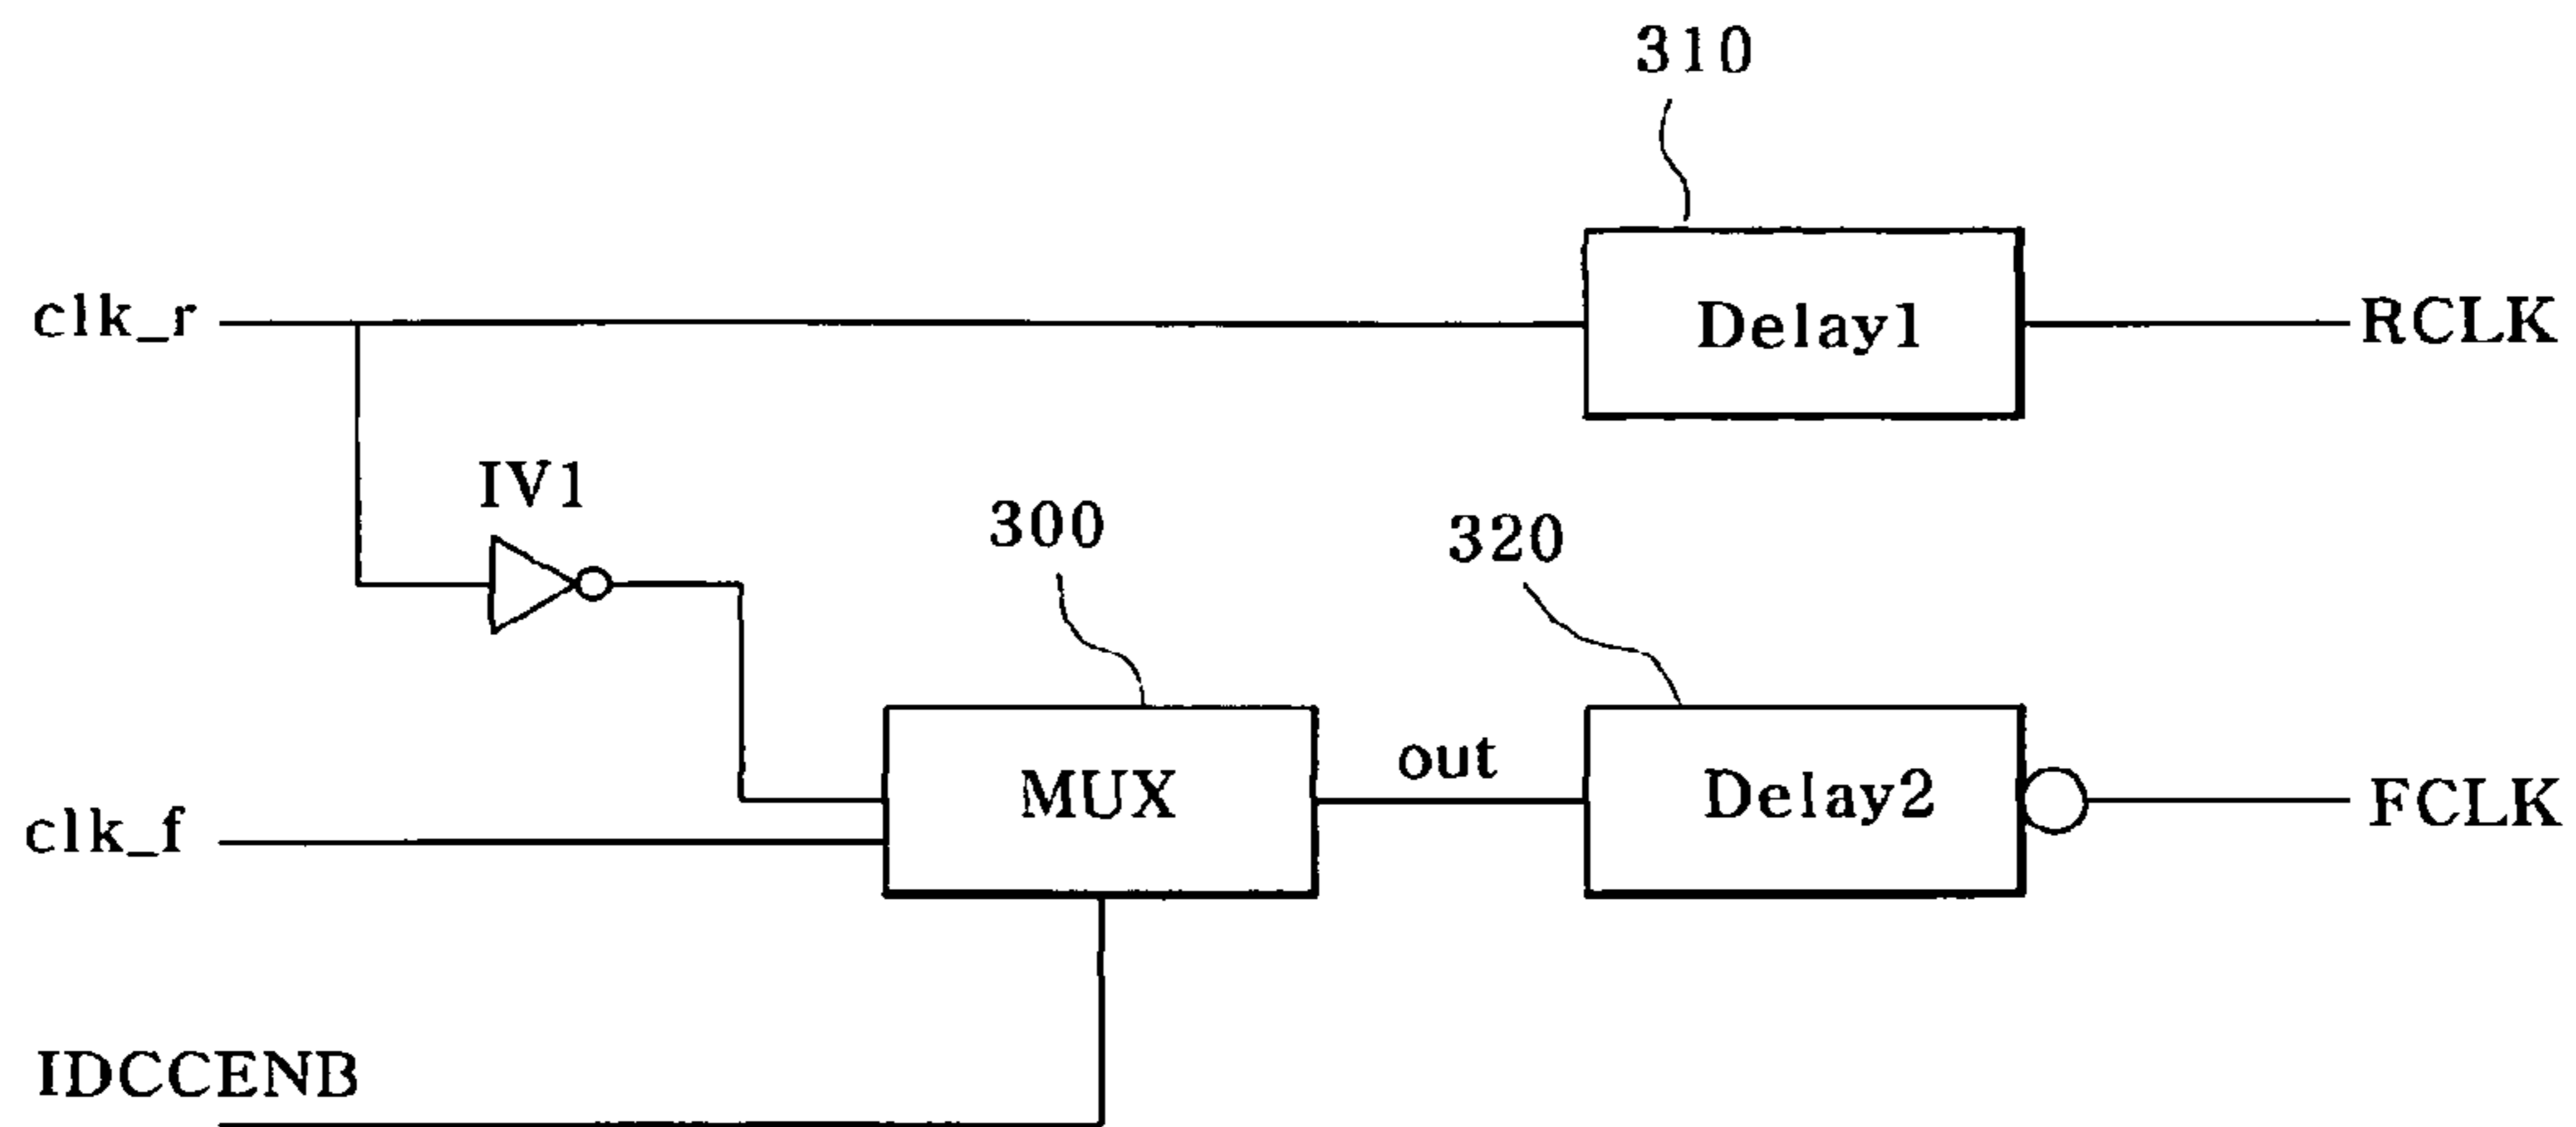 310
clk_r
Delay1
RCLK
IV1
300
320
out
clk_f
MUX
Delay2
FCLK
IDCCENB